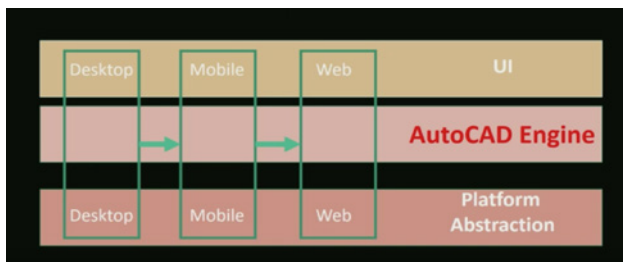 Desktop Mobile Web UI
AutoCAD Engine
Desktop Mobile Web Platform
Abstraction